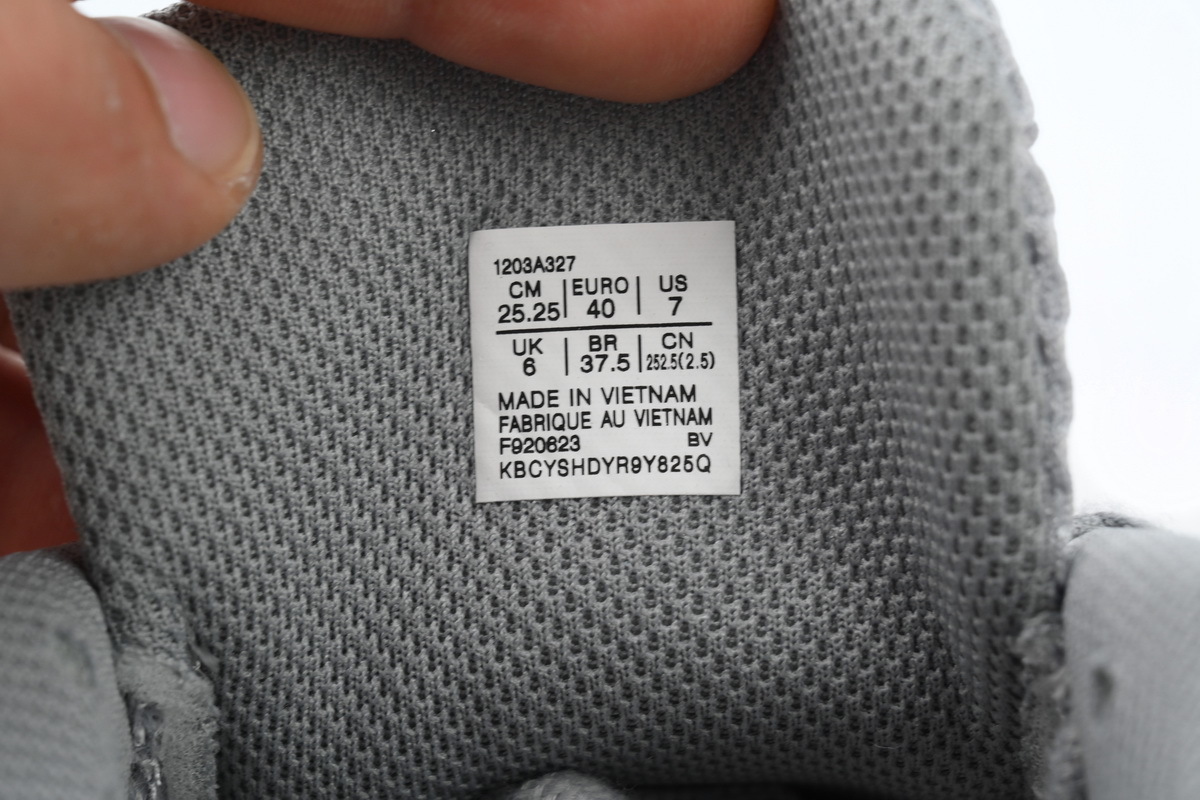 1203A327
CM | EURO | US
25.25 | 40 | 7
UK | BR | CN
6 | 37.5 | 252.5(2.5)
MADE IN VIETNAM
FABRIQUE AU VIETNAM
F920623 BV
KBCYSHDYR9Y825Q